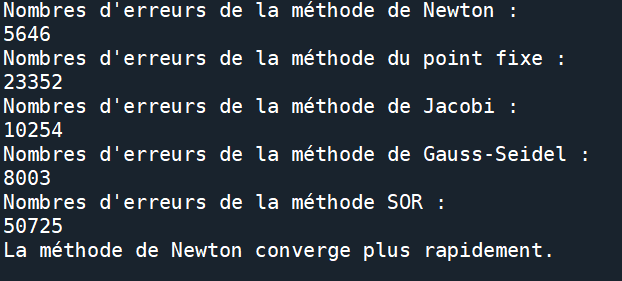 Nombres d'erreurs de la méthode de Newton :
5646
Nombres d'erreurs de la méthode du point fixe :
23352
Nombres d'erreurs de la méthode de Jacobi :
10254
Nombres d'erreurs de la méthode de Gauss-Seidel :
8003
Nombres d'erreurs de la méthode SOR :
50725
La méthode de Newton converge plus rapidement.